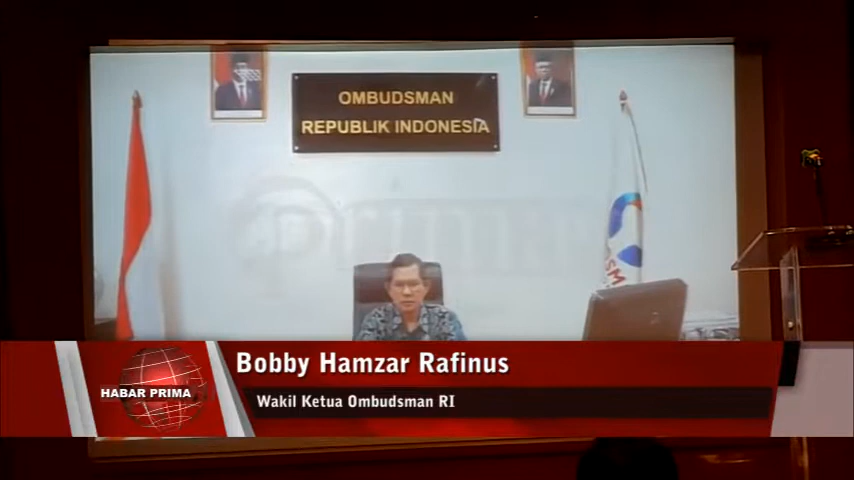 OMBUDSMAN
REPUBLIK INDONESIA
Bobby Hamzar Rafinus
Wakil Ketua Ombudsman RI
HABAR PRIMA